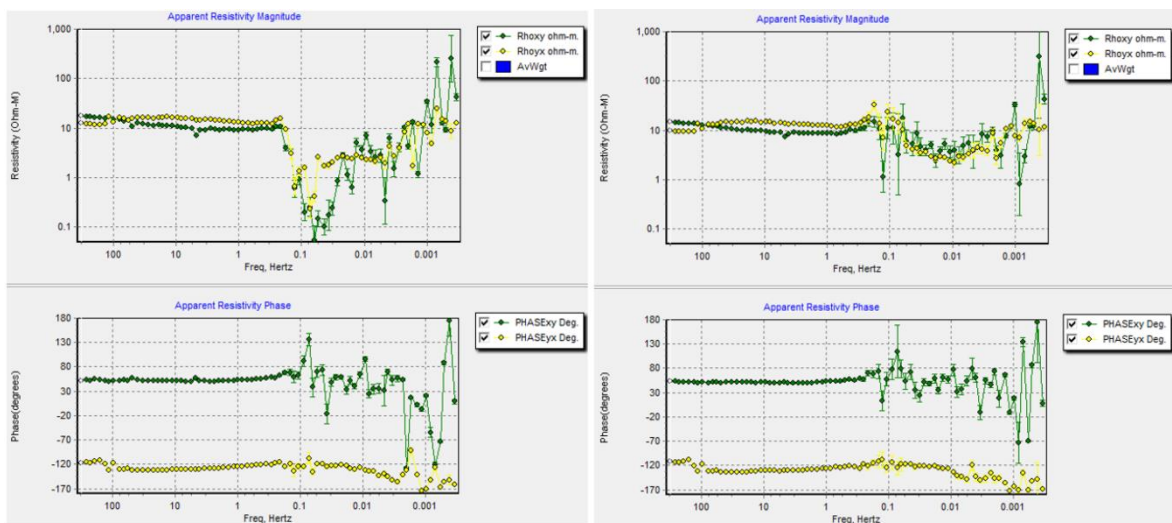 Apparent Resistivity Magnitude
1,000
100
10
1
0.1
Resistivity (Ohm-M)
100
10
1
0.1
0.01
0.001
Freq, Hertz
Rhoxy ohm-m.
Rhoyx ohm-m.
AvWgt
Apparent Resistivity Phase
180
130
80
30
-20
-70
-120
-170
Phase(degrees)
100
10
1
0.1
0.01
0.001
Freq, Hertz
PHASExy Deg.
PHASEyx Deg.
Apparent Resistivity Magnitude
1,000
100
10
1
0.1
Resistivity (Ohm-M)
100
10
1
0.1
0.01
0.001
Freq, Hertz
Rhoxy ohm-m.
Rhoyx ohm-m.
AvWgt
Apparent Resistivity Phase
180
130
80
30
-20
-70
-120
-170
Phase(degrees)
100
10
1
0.1
0.01
0.001
Freq, Hertz
PHASExy Deg.
PHASEyx Deg.